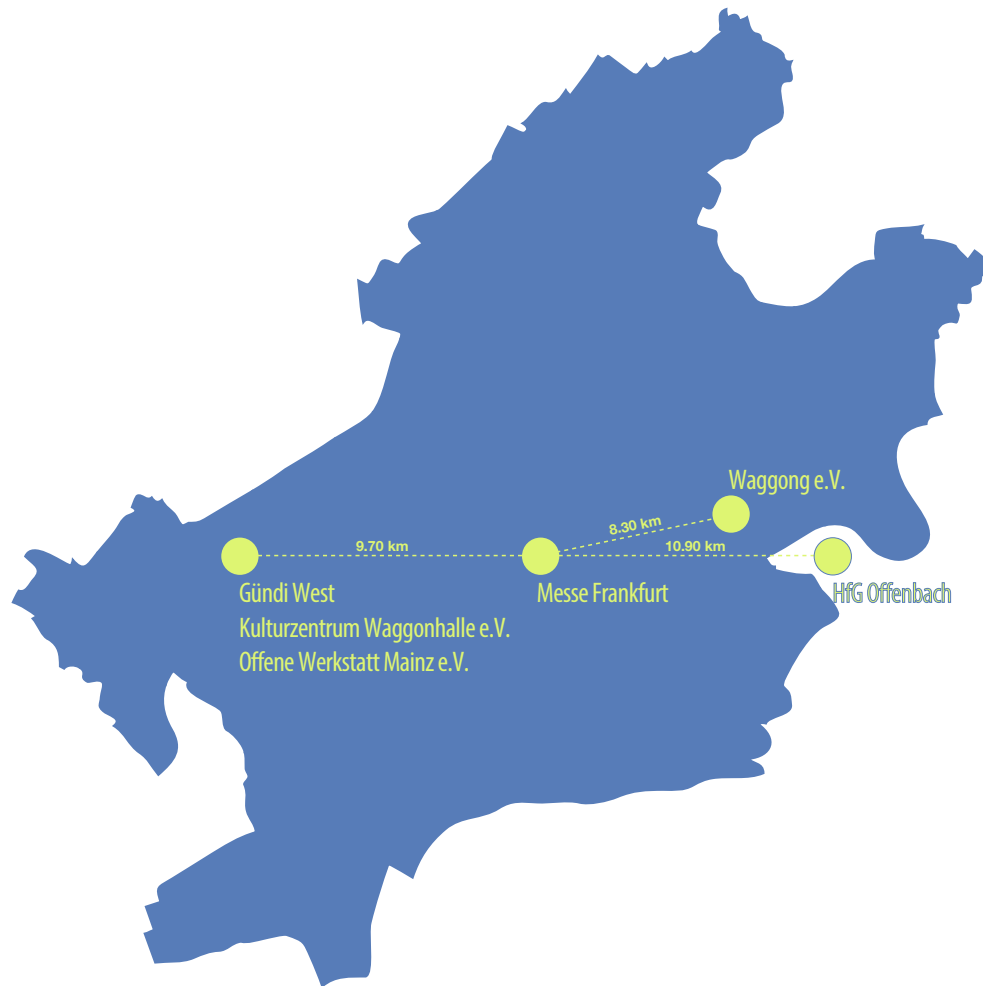 Waggong e.V.
8.30 km
9.70 km
10.90 km
Gündi West
Kulturzentrum Waggonhalle e.V.
Offene Werkstatt Mainz e.V.
Messe Frankfurt
HfG Offenbach